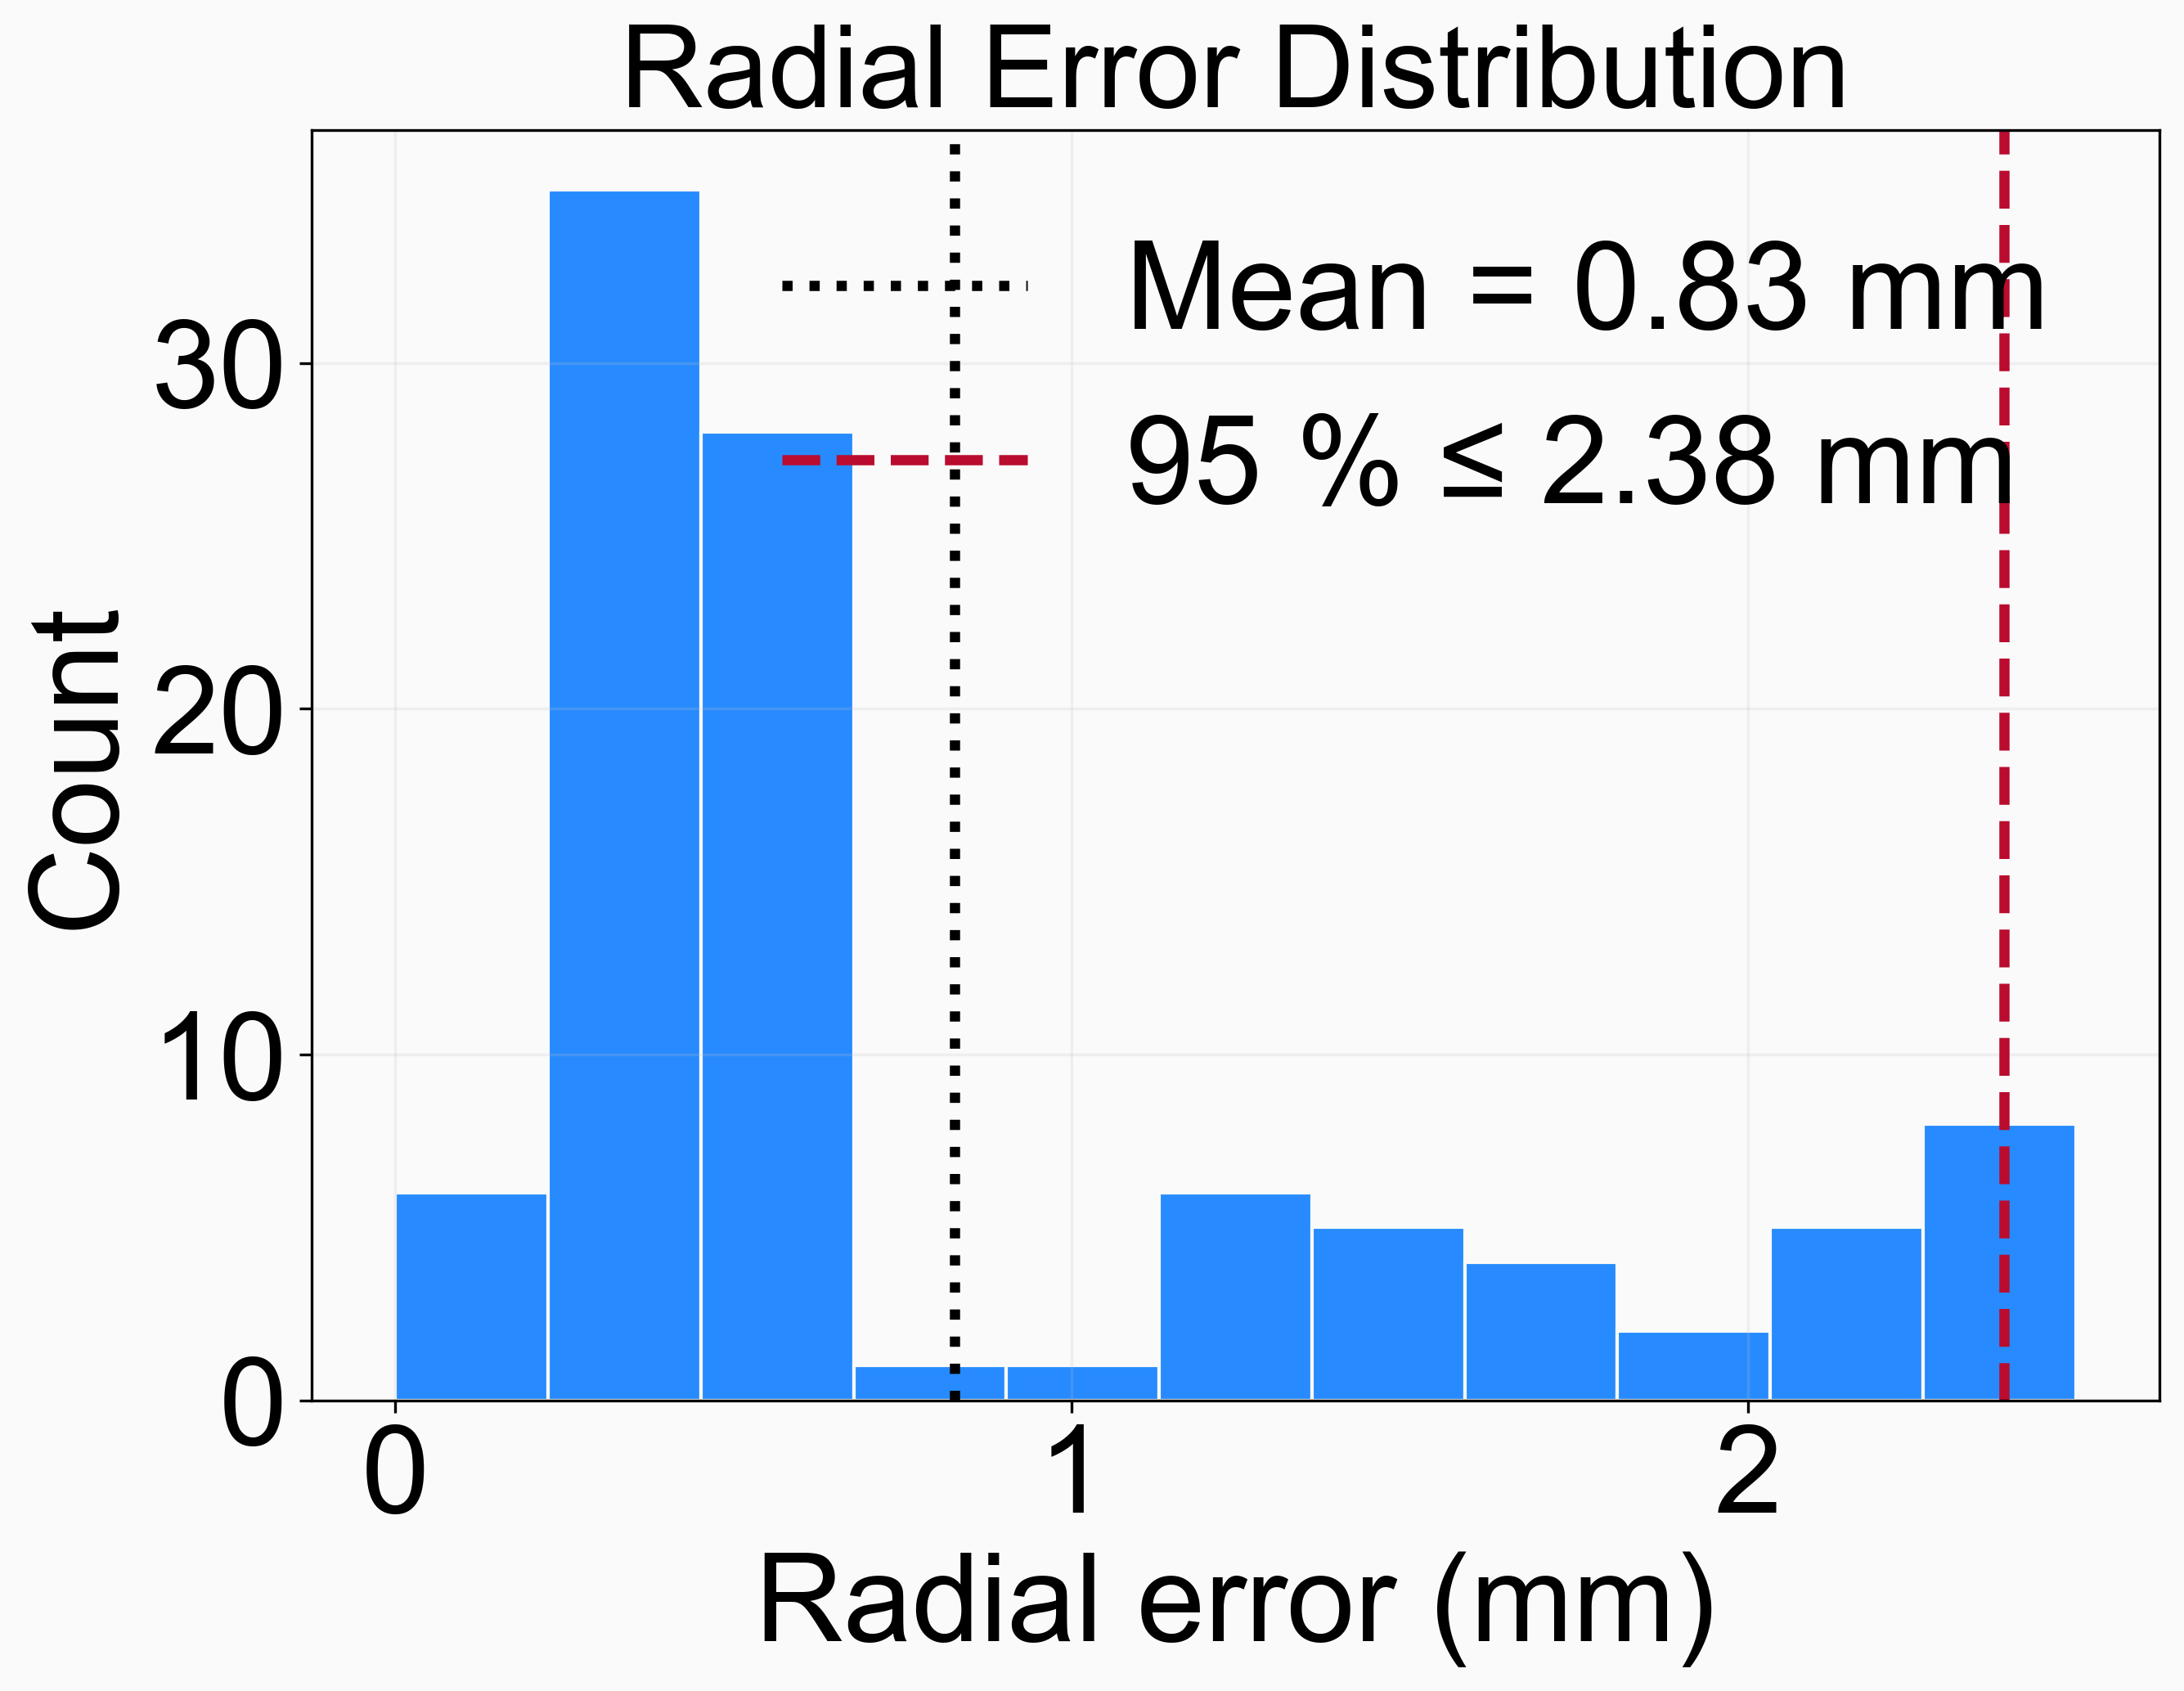 Radial Error Distribution
Mean = 0.83 mm
95 % ≤ 2.38 mm
Count
30
20
10
0
0 1 2
Radial error (mm)